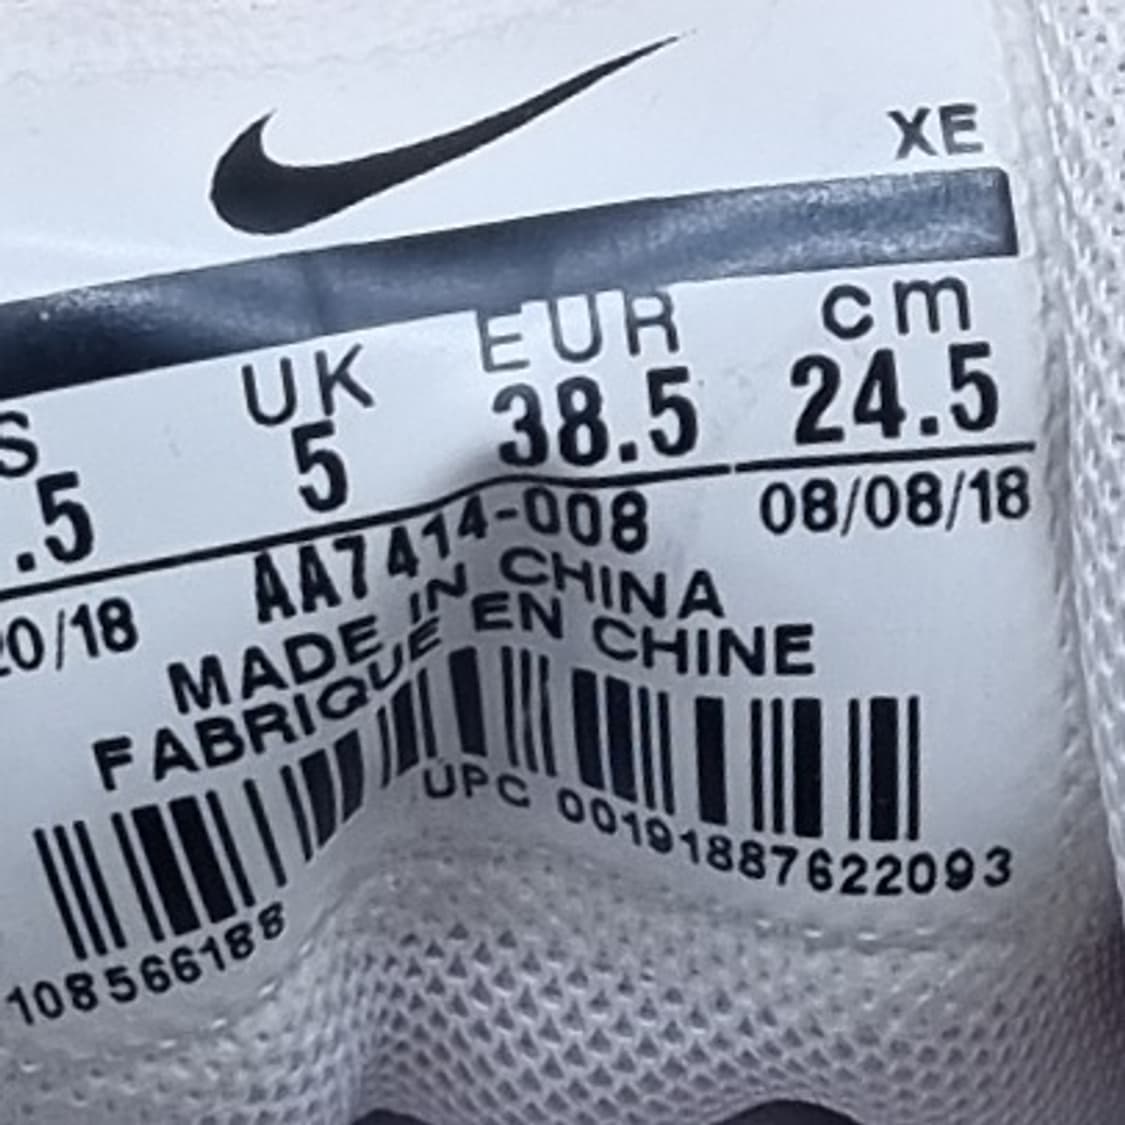 XE
S UK EUR cm
.5 5 38.5 24.5
20/18 AA7414-008 08/08/18
MADE IN CHINA
FABRIQUE EN CHINE
UPC 00191887622093
108566188